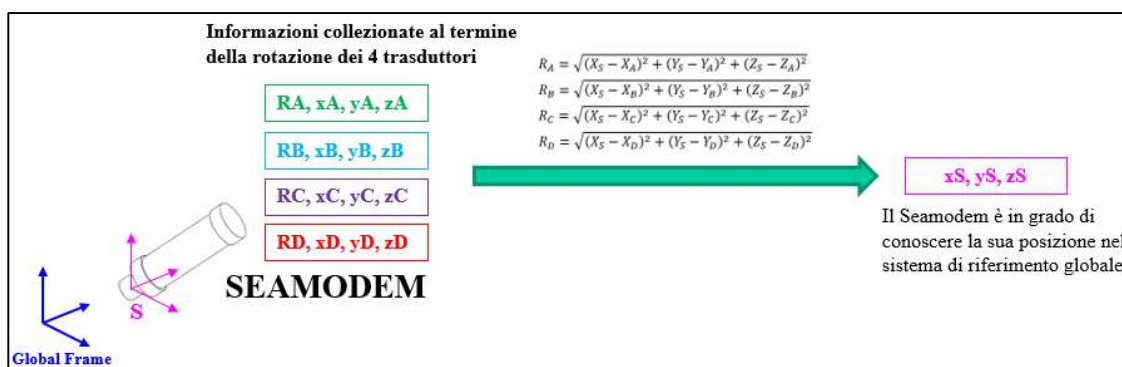 Informazioni collezionate al termine
della rotazione dei 4 trasduttori
RA, xA, yA, zA
RB, xB, yB, zB
RC, xC, yC, zC
RD, xD, yD, zD
SEAMODEM
S
Global Frame
R_A = √(X_S − X_A)² + (Y_S − Y_A)² + (Z_S − Z_A)²
R_B = √(X_S − X_B)² + (Y_S − Y_B)² + (Z_S − Z_B)²
R_C = √(X_S − X_C)² + (Y_S − Y_C)² + (Z_S − Z_C)²
R_D = √(X_S − X_D)² + (Y_S − Y_D)² + (Z_S − Z_D)²
xS, yS, zS
Il Seamodem è in grado di
conoscere la sua posizione nel
sistema di riferimento globale